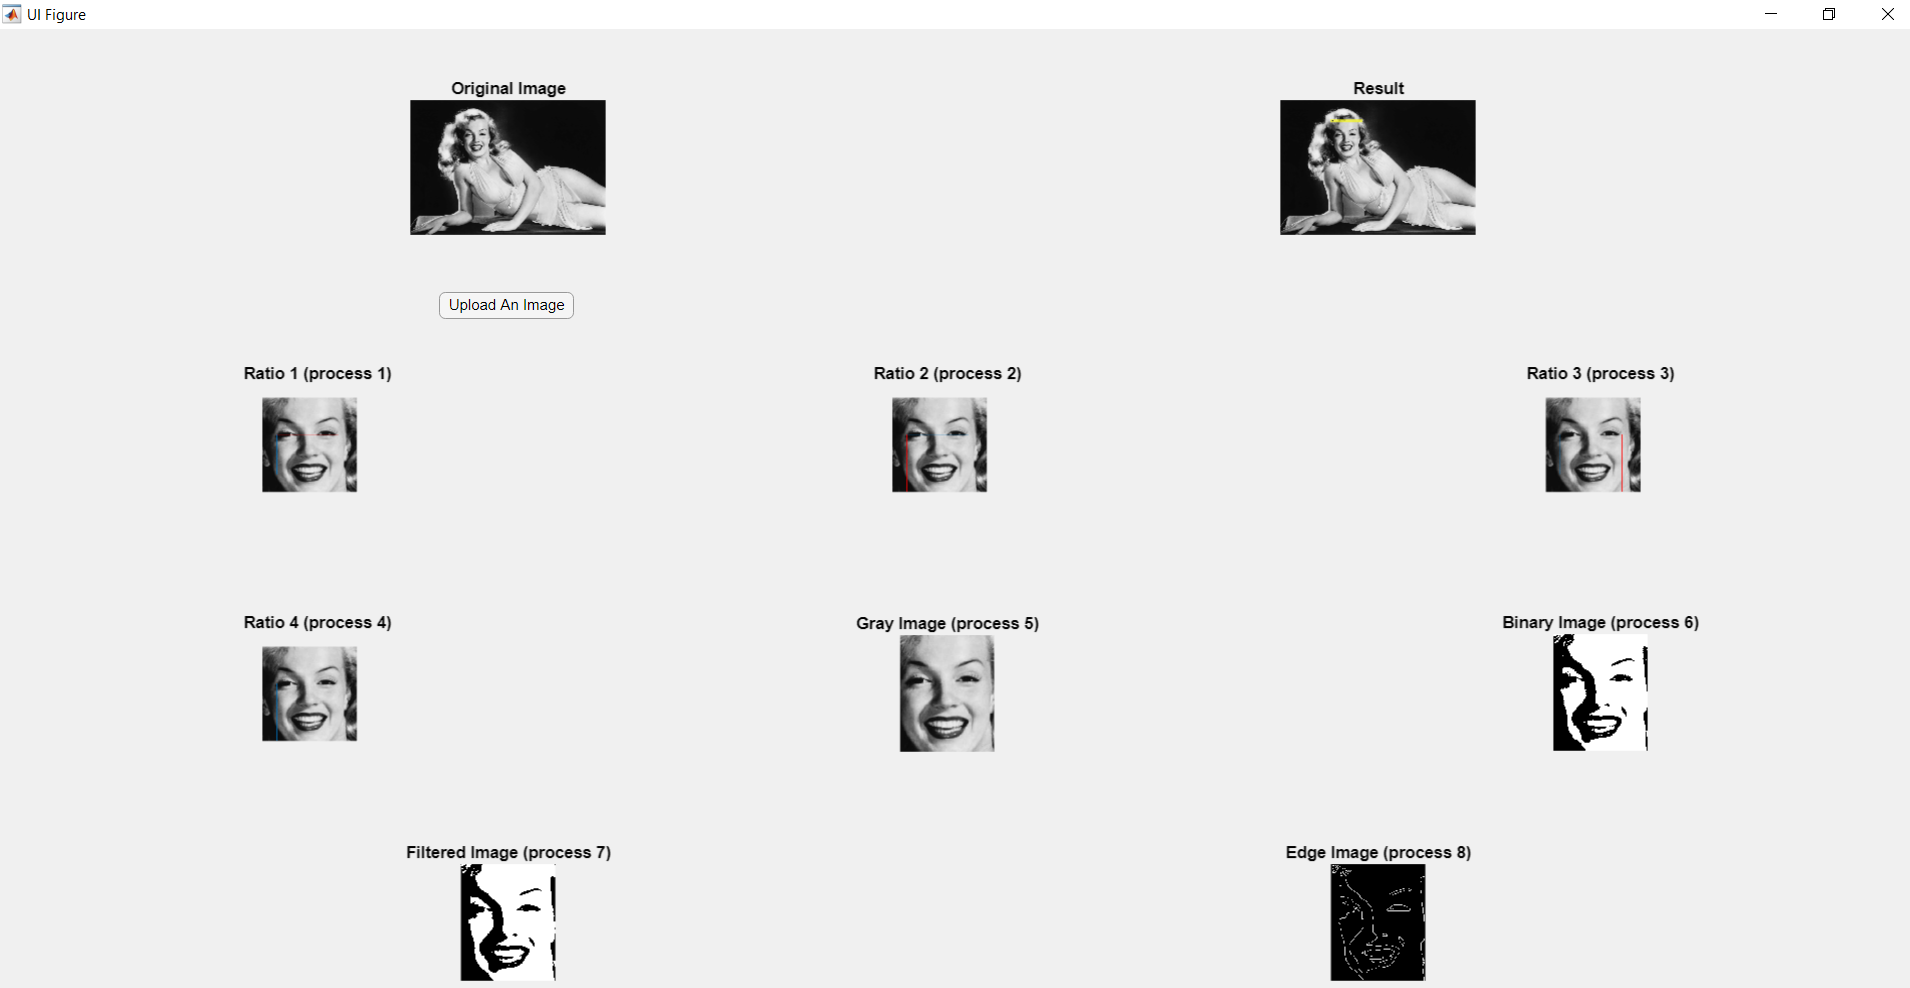 UI Figure
Original Image
Result
Upload An Image
Ratio 1 (process 1)
Ratio 2 (process 2)
Ratio 3 (process 3)
Ratio 4 (process 4)
Gray Image (process 5)
Binary Image (process 6)
Filtered Image (process 7)
Edge Image (process 8)